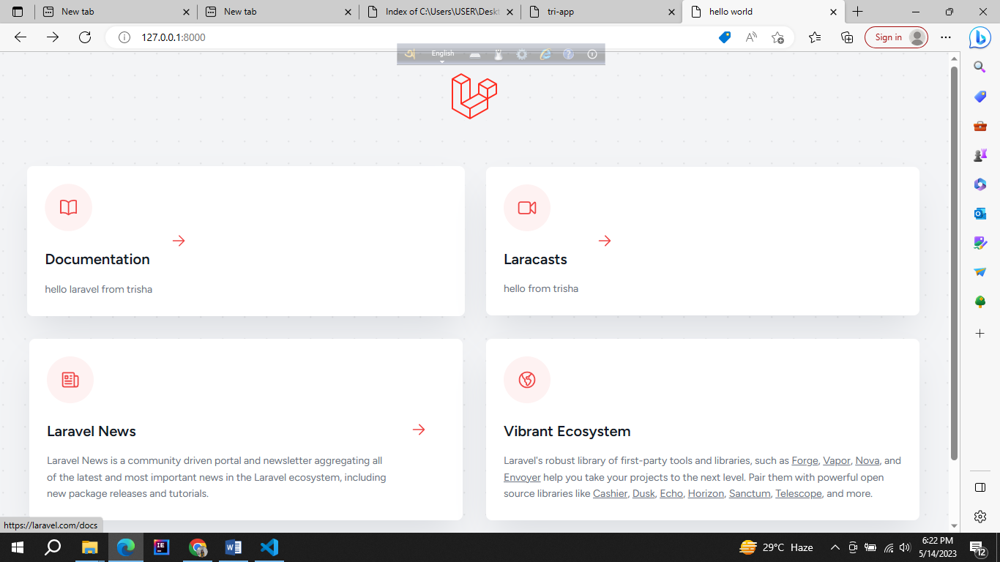 New tab
New tab
Index of C:\Users\USER\Deskt
tri-app
hello world
127.0.0.1:8000
A
Sign in
অ
English
Documentation
hello laravel from trisha
Laracasts
hello from trisha
Laravel News
Laravel News is a community driven portal and newsletter aggregating all
of the latest and most important news in the Laravel ecosystem, including
new package releases and tutorials.
Vibrant Ecosystem
Laravel's robust library of first-party tools and libraries, such as Forge, Vapor, Nova, and
Envoyer help you take your projects to the next level. Pair them with powerful open
source libraries like Cashier, Dusk, Echo, Horizon, Sanctum, Telescope, and more.
https://laravel.com/docs
29°C Haze
6:22 PM
5/14/2023
12